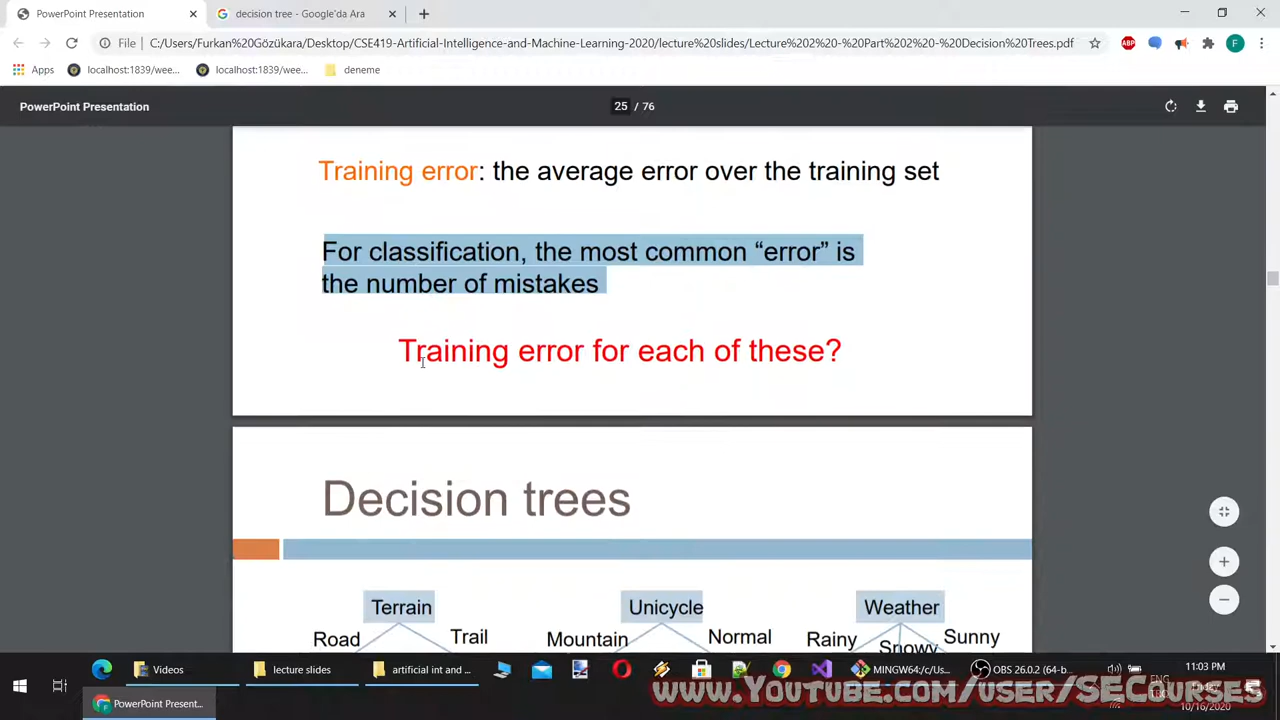 PowerPoint Presentation
decision tree - Google'da Ara
File
C:/Users/Furkan%20Gözükara/Desktop/CSE419-Artificial-Intelligence-and-Machine-Learning-2020/lecture%20slides/Lecture%202%20-%20Part%202%20-%20Decision%20Trees.pdf
ABP
F
Apps
localhost:1839/wee...
localhost:1839/wee...
deneme
PowerPoint Presentation
25 / 76
Training error: the average error over the training set
For classification, the most common “error” is
the number of mistakes
Training error for each of these?
Decision trees
Terrain
Unicycle
Weather
Road
Trail
Mountain
Normal
Rainy
Snowy
Sunny
Videos
lecture slides
artificial int and ...
MINGW64:/c/Us...
OBS 26.0.2 (64-b...
11:03 PM
PowerPoint Present...
10/16/2020
www.Youtube.com/user/SECourses